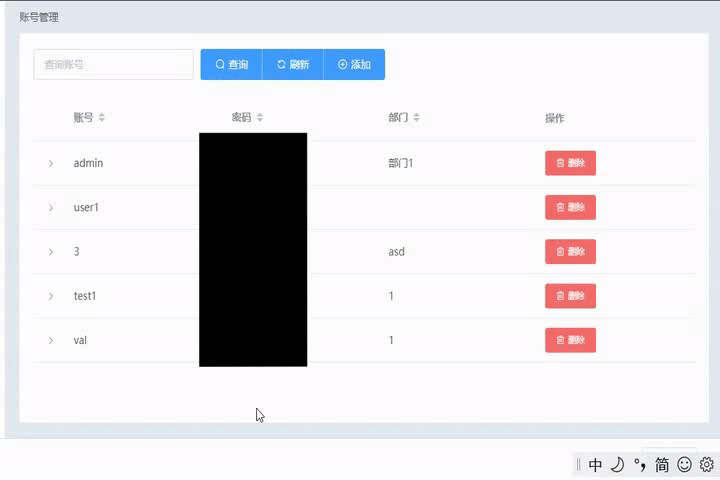 账号管理
查询账号 查询 刷新 添加
账号 密码 部门 操作
admin 部门1 删除
user1 删除
3 asd 删除
test1 1 删除
val 1 删除
中 简